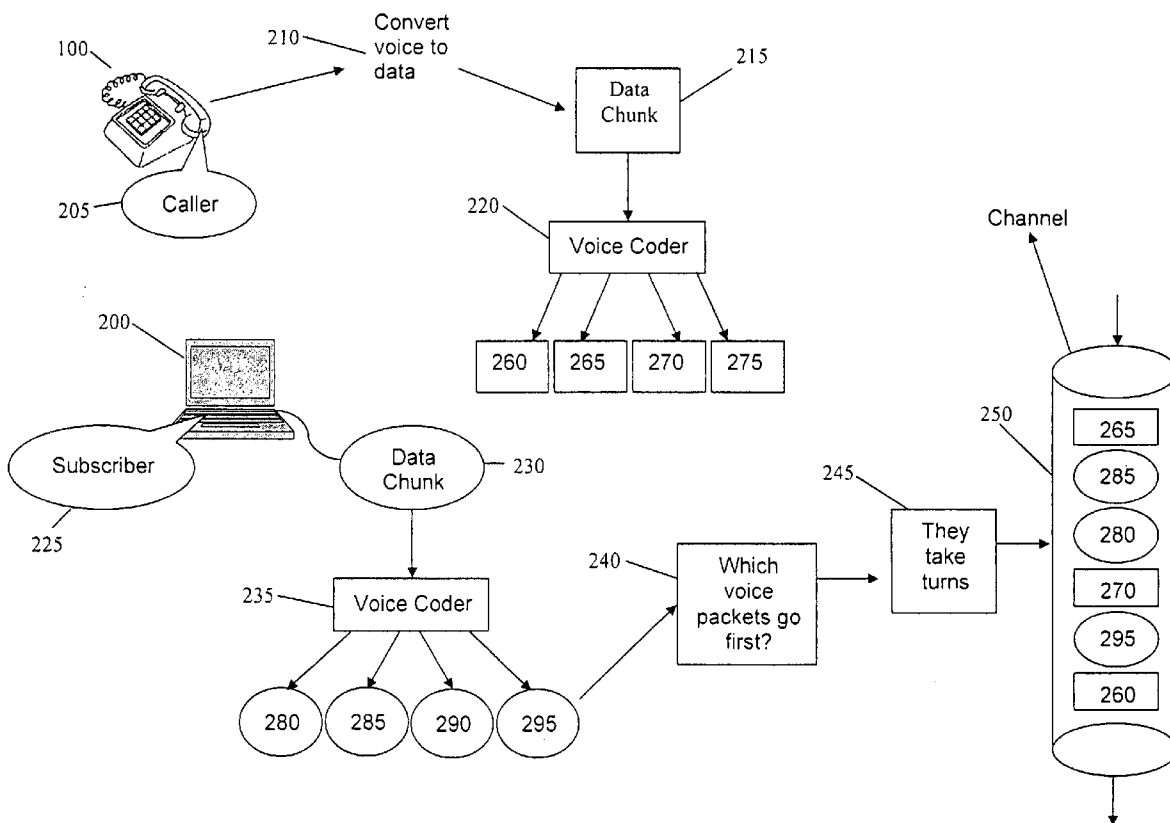 100
210
Convert
voice to
data
Data
Chunk
215
205
Caller
220
Voice Coder
260
265
270
275
Channel
200
Subscriber
225
Data
Chunk
230
235
Voice Coder
280
285
290
295
240
Which
voice
packets go
first?
245
They
take
turns
250
265
285
280
270
295
260